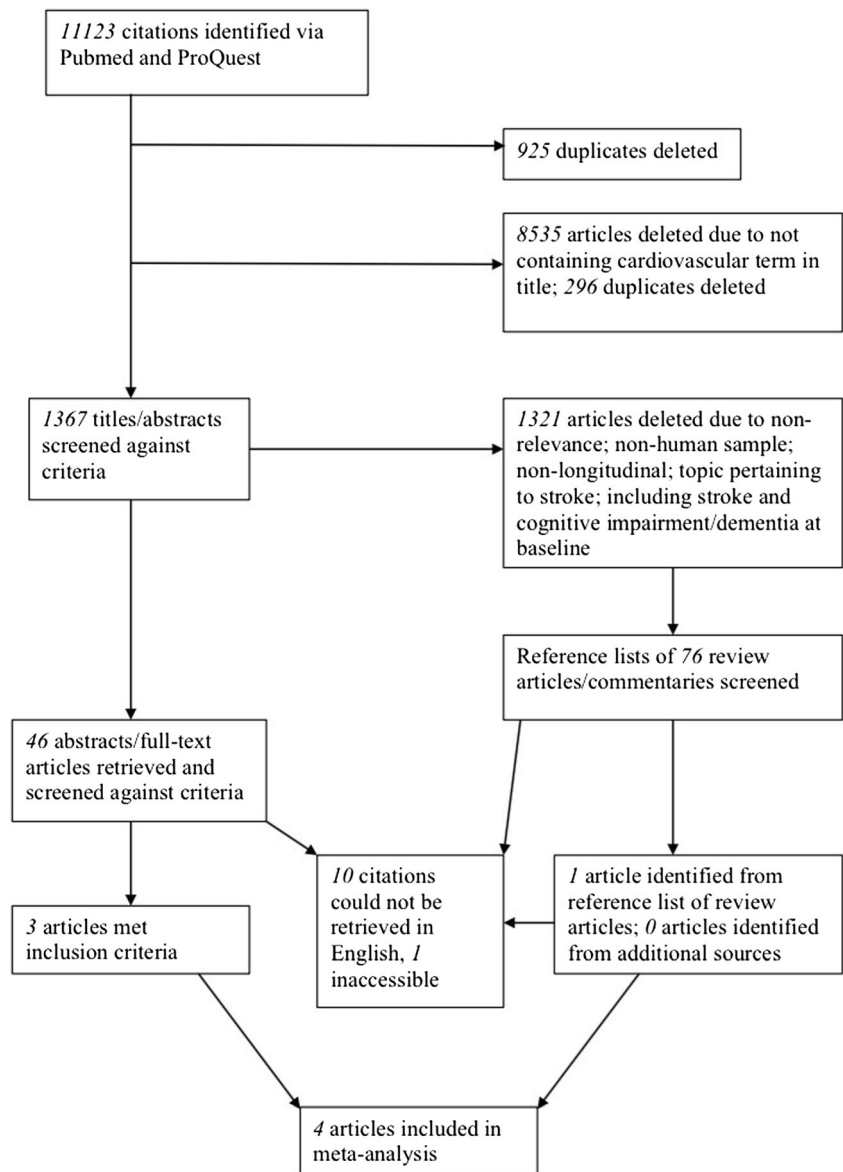 11123 citations identified via
Pubmed and ProQuest
925 duplicates deleted
8535 articles deleted due to not
containing cardiovascular term in
title; 296 duplicates deleted
1367 titles/abstracts
screened against
criteria
1321 articles deleted due to non-
relevance; non-human sample;
non-longitudinal; topic pertaining
to stroke; including stroke and
cognitive impairment/dementia at
baseline
Reference lists of 76 review
articles/commentaries screened
46 abstracts/full-text
articles retrieved and
screened against criteria
10 citations
could not be
retrieved in
English, 1
inaccessible
1 article identified from
reference list of review
articles; 0 articles identified
from additional sources
3 articles met
inclusion criteria
4 articles included in
meta-analysis